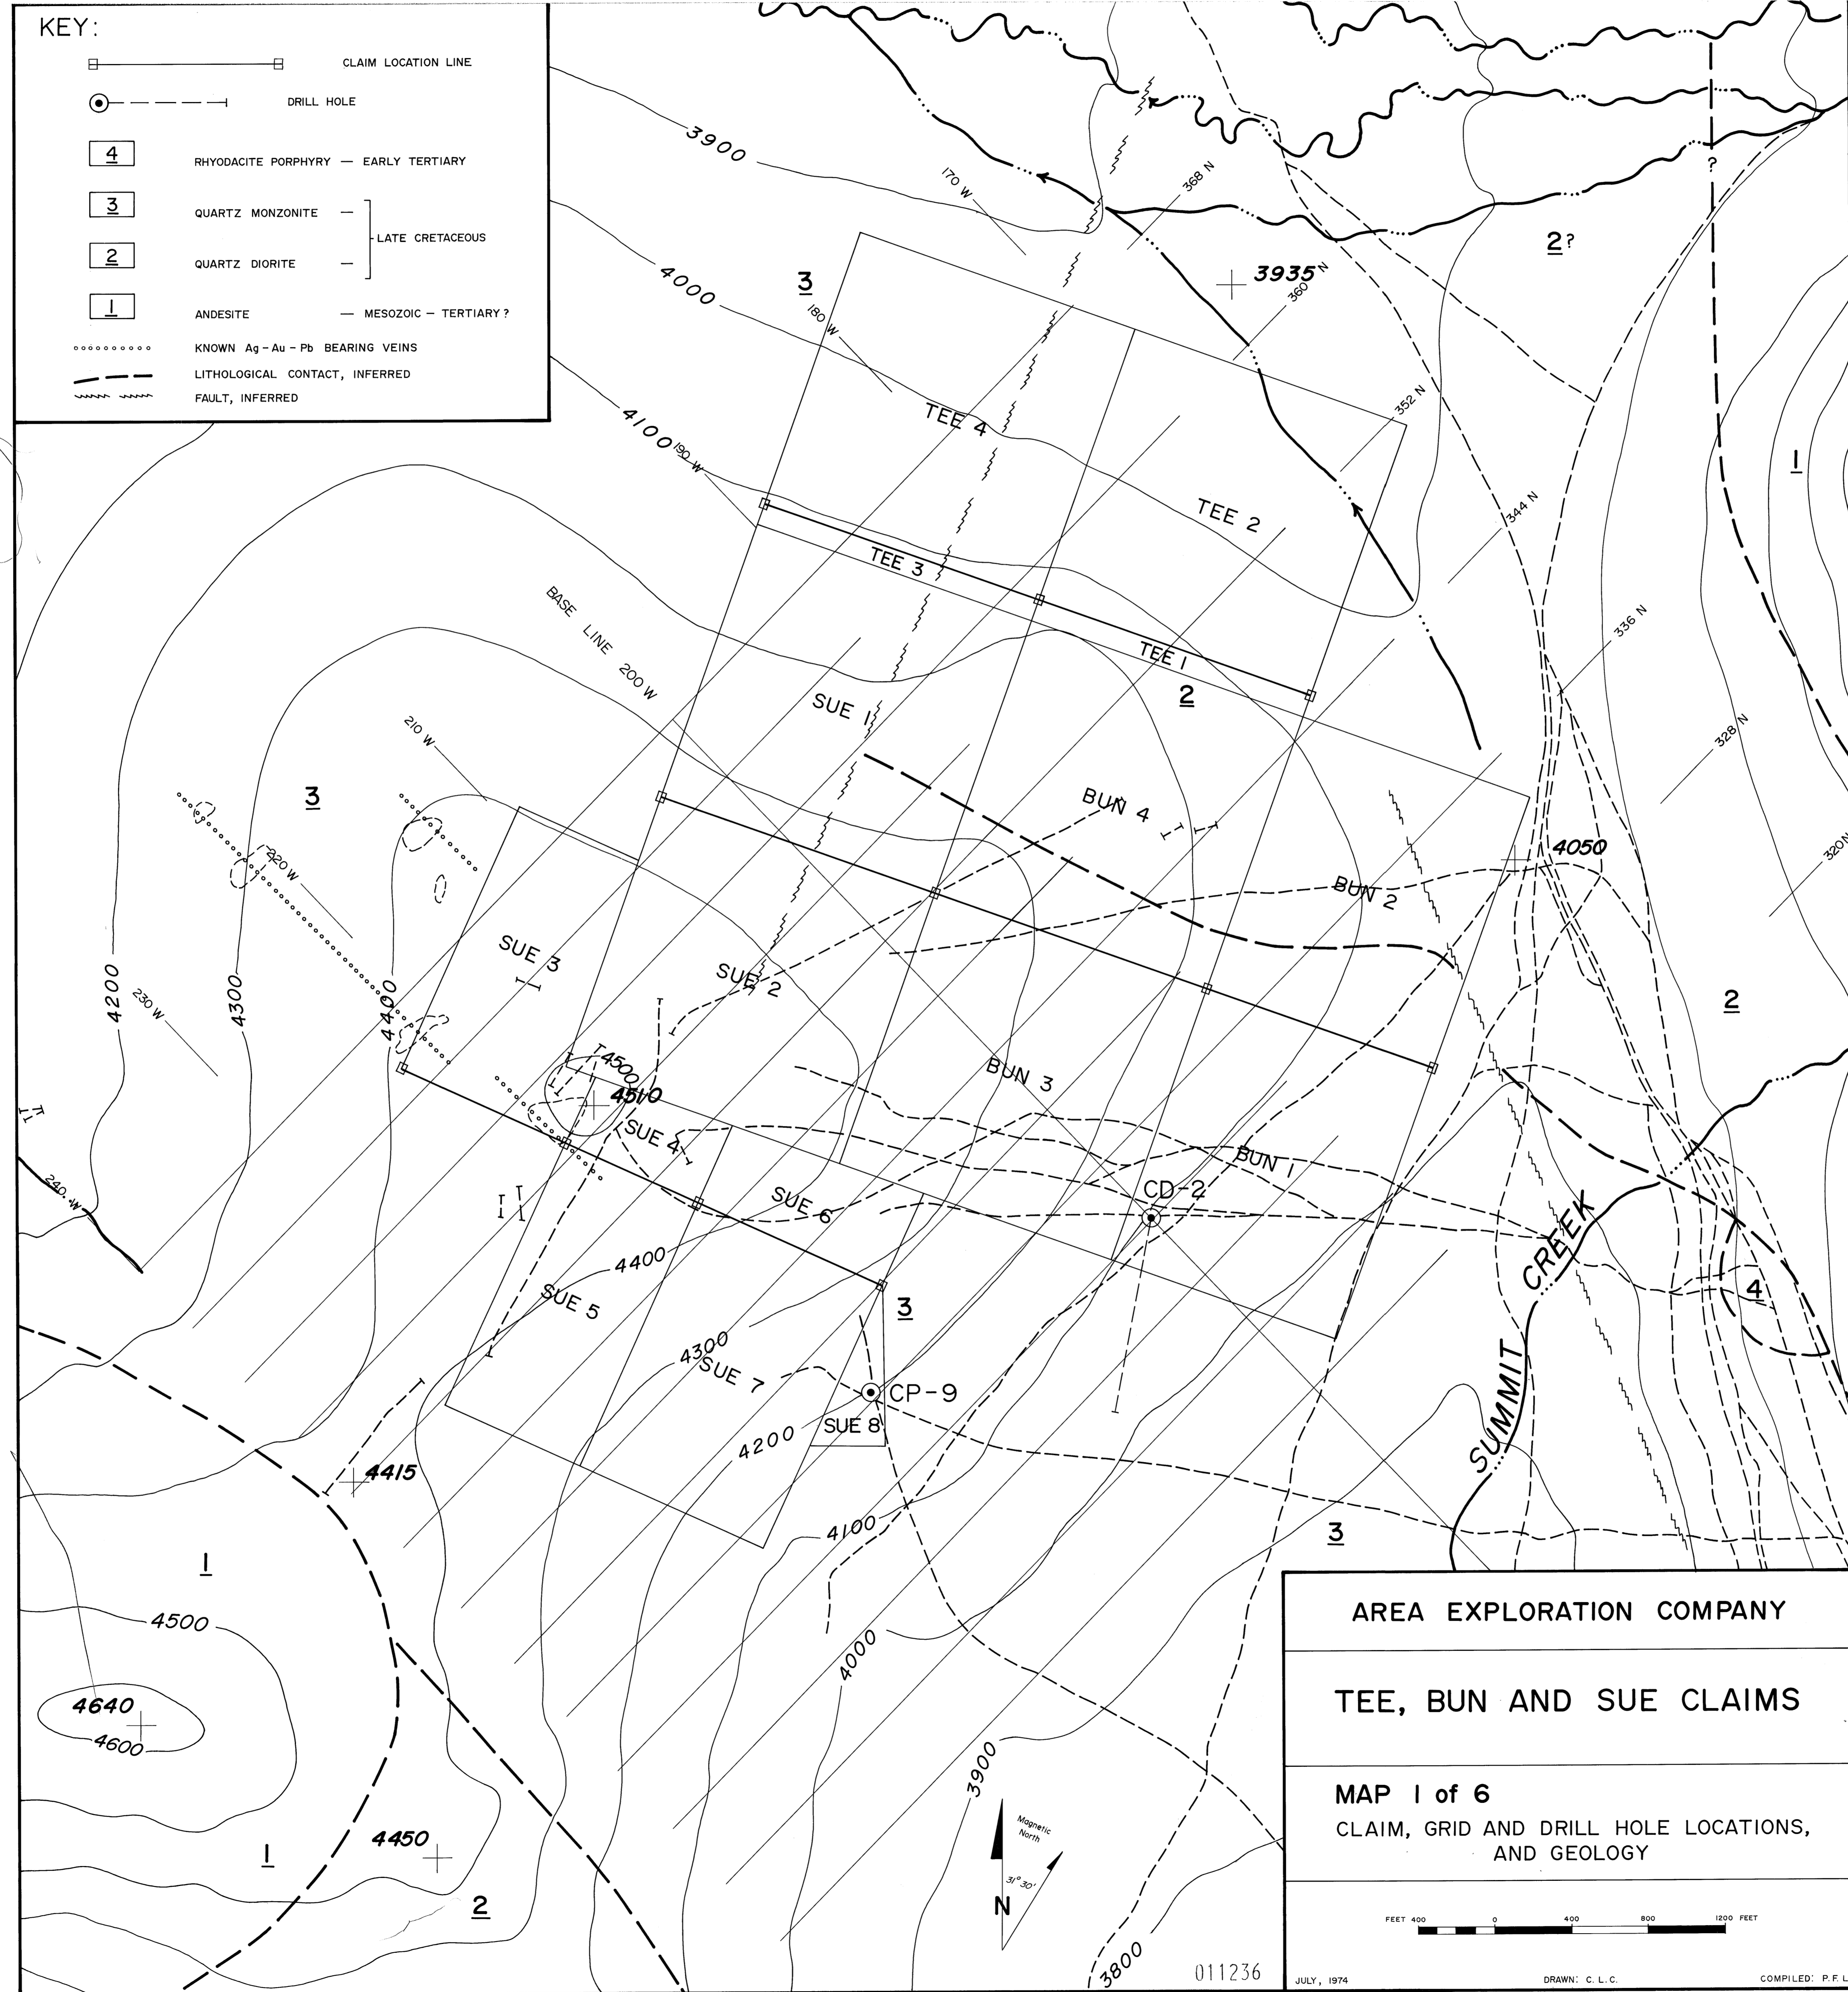 KEY:
CLAIM LOCATION LINE
DRILL HOLE
4 RHYODACITE PORPHYRY — EARLY TERTIARY
3 QUARTZ MONZONITE —
LATE CRETACEOUS
2 QUARTZ DIORITE —
1 ANDESITE — MESOZOIC – TERTIARY?
KNOWN Ag – Au – Pb BEARING VEINS
LITHOLOGICAL CONTACT, INFERRED
FAULT, INFERRED
3900
170 W
368 N
?
2?
4000
3
180 W
3935
360 N
4100
190 W
TEE 4
352 N
1
TEE 2
344 N
TEE 3
BASE LINE 200 W
336 N
TEE 1
2
SUE 1
210 W
328 N
3
BUN 4
4050
320 N
220 W
BUN 2
SUE 3
SUE 2
4200
4300
4400
230 W
2
4500
BUN 3
4510
SUE 4
BUN 1
240 W
SUE 6
CD-2
SUMMIT CREEK
4400
SUE 5
3
4
4300
SUE 7
CP-9
SUE 8
4200
4415
4100
3
1
4500
4000
4640
4600
3900
4450
1
2
Magnetic
North
31° 30'
N
3800
011236
AREA EXPLORATION COMPANY
TEE, BUN AND SUE CLAIMS
MAP 1 of 6
CLAIM, GRID AND DRILL HOLE LOCATIONS,
AND GEOLOGY
FEET 400 0 400 800 1200 FEET
JULY, 1974 DRAWN: C. L. C. COMPILED: P. F. L